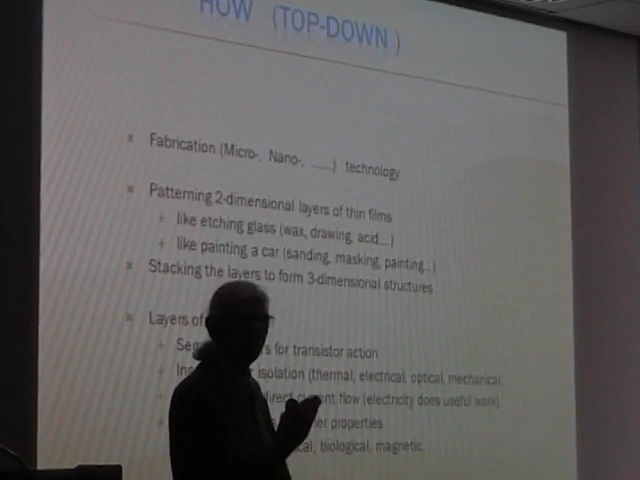 HOW (TOP-DOWN )
Fabrication (Micro-, Nano-, ......) technology
Patterning 2-dimensional layers of thin films
+ like etching glass (wax, drawing, acid...)
+ like painting a car (sanding, masking, painting..)
Stacking the layers to form 3-dimensional structures
Layers of
+ s for transistor action
+ isolation (thermal, electrical, optical, mechanical.
+ direct current flow (electricity does useful work)
+ properties
biological, magnetic,